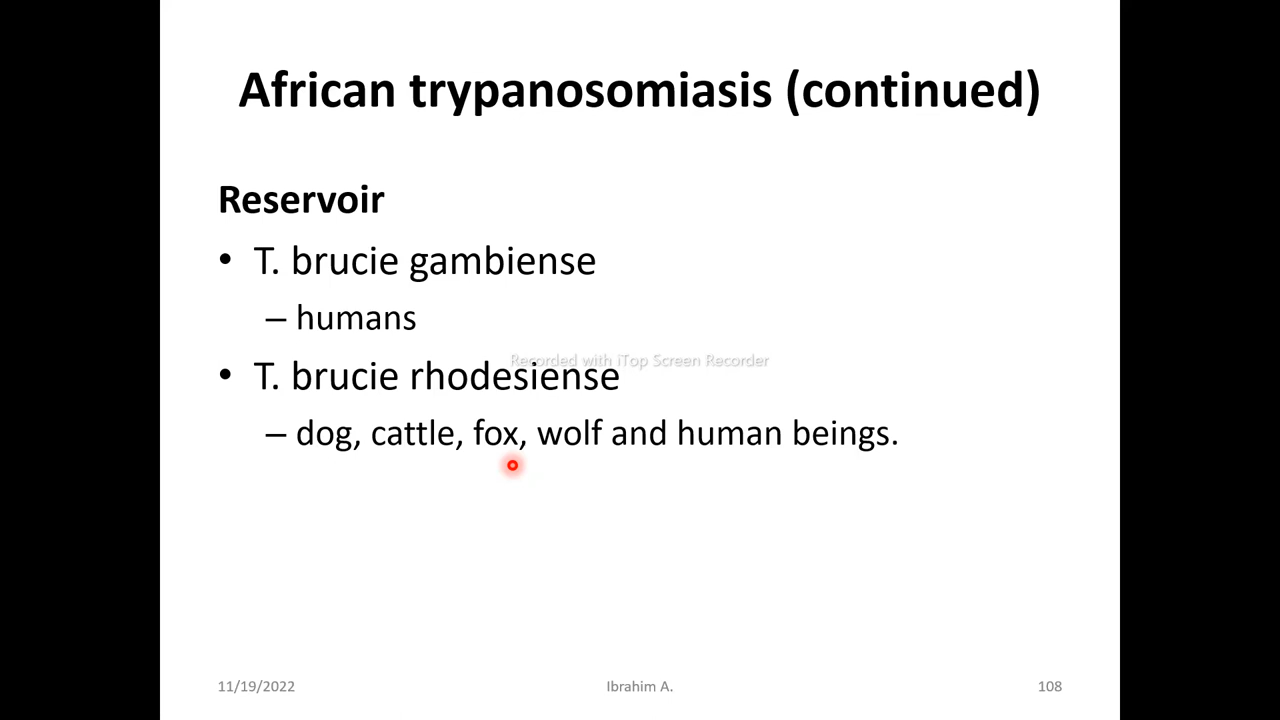 African trypanosomiasis (continued)
Reservoir
• T. brucie gambiense
– humans
Recorded with iTop Screen Recorder
• T. brucie rhodesiense
– dog, cattle, fox, wolf and human beings.
11/19/2022
Ibrahim A.
108